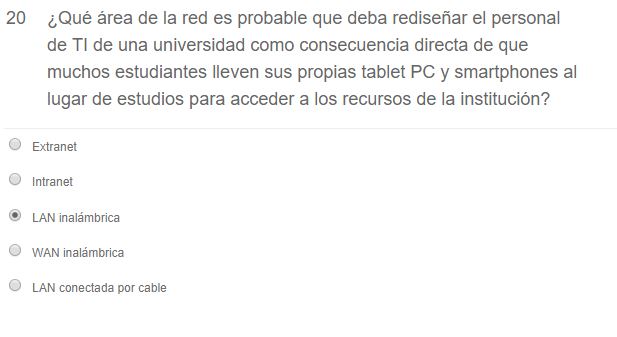 20 ¿Qué área de la red es probable que deba rediseñar el personal
de TI de una universidad como consecuencia directa de que
muchos estudiantes lleven sus propias tablet PC y smartphones al
lugar de estudios para acceder a los recursos de la institución?
Extranet
Intranet
LAN inalámbrica
WAN inalámbrica
LAN conectada por cable